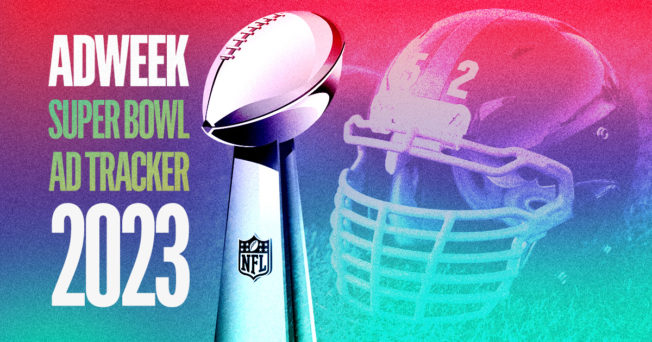 ADWEEK
SUPER BOWL
AD TRACKER
2023
NFL
52